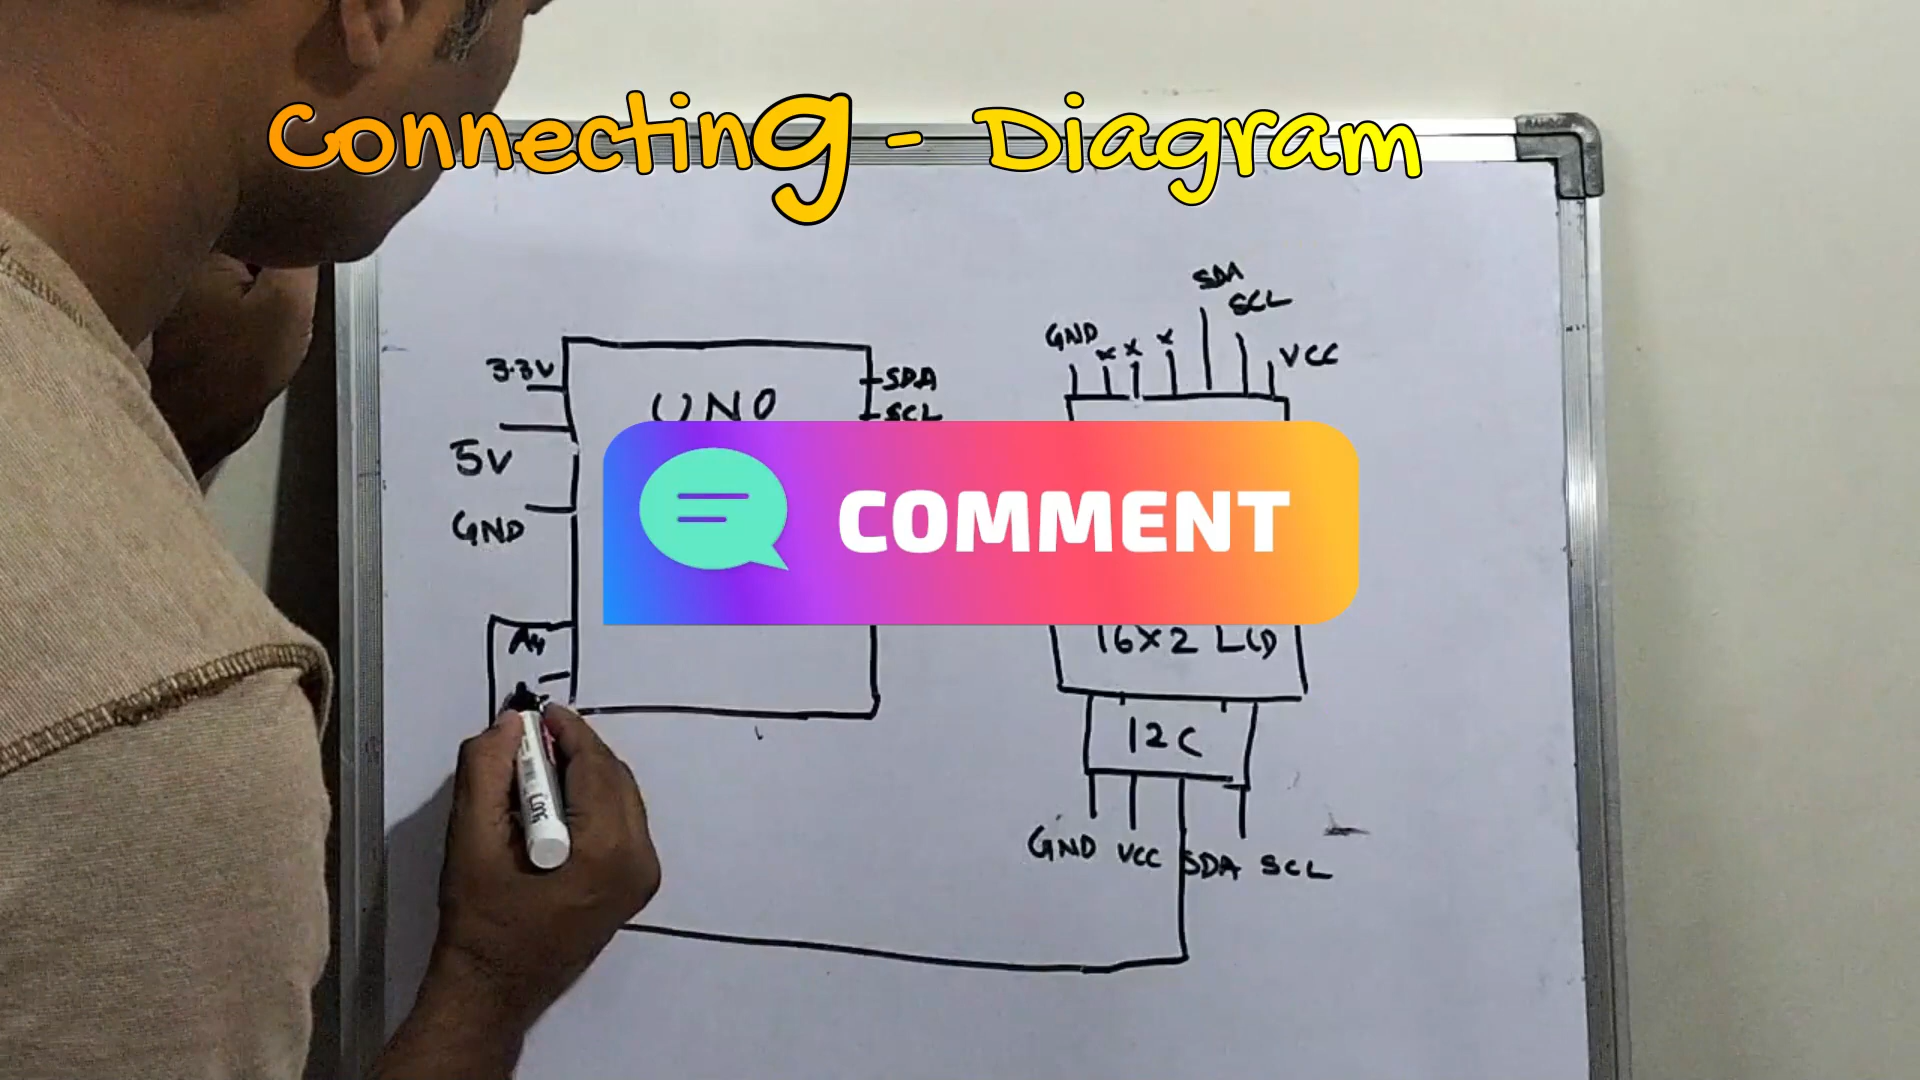 Connecting - Diagram
SDA
SCL
GND x x x VCC
3.3V
UNO
SDA
SCL
5V
GND
COMMENT
A4
16X2 LCD
I2C
GND VCC SDA SCL